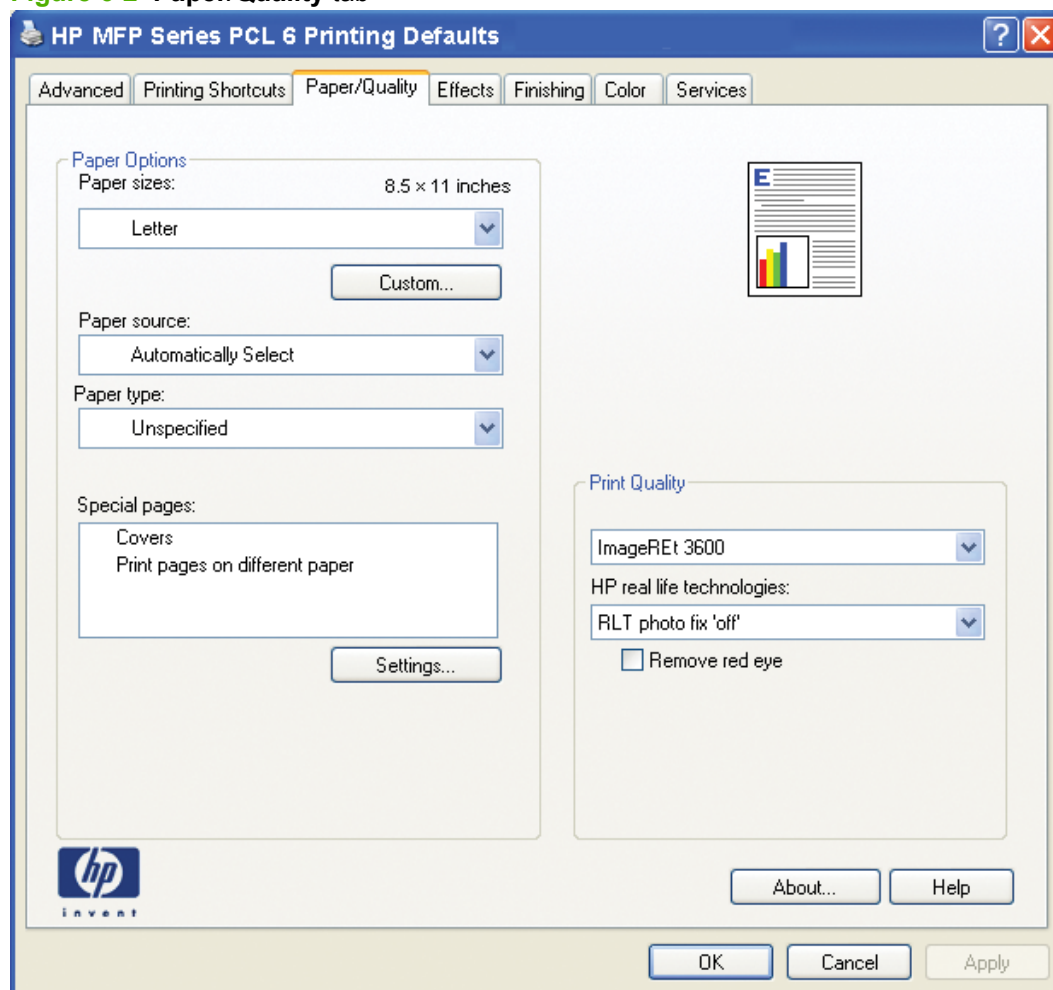 HP MFP Series PCL 6 Printing Defaults
Advanced Printing Shortcuts Paper/Quality Effects Finishing Color Services
Paper Options
Paper sizes: 8.5 × 11 inches
Letter
Custom...
Paper source:
Automatically Select
Paper type:
Unspecified
Special pages:
Covers
Print pages on different paper
Settings...
E
Print Quality
ImageREt 3600
HP real life technologies:
RLT photo fix 'off'
Remove red eye
hp
invent
About... Help
OK Cancel Apply